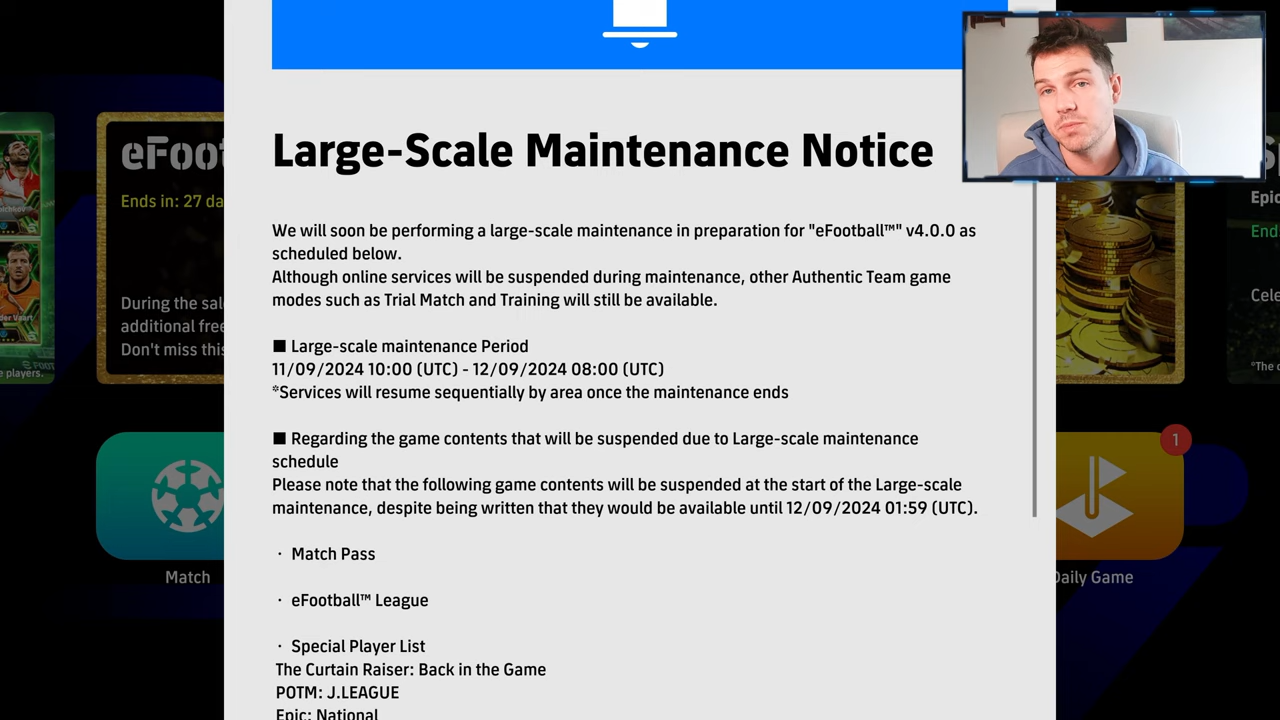 Large-Scale Maintenance Notice
We will soon be performing a large-scale maintenance in preparation for "eFootball™" v4.0.0 as
scheduled below.
Although online services will be suspended during maintenance, other Authentic Team game
modes such as Trial Match and Training will still be available.
■ Large-scale maintenance Period
11/09/2024 10:00 (UTC) - 12/09/2024 08:00 (UTC)
*Services will resume sequentially by area once the maintenance ends
■ Regarding the game contents that will be suspended due to Large-scale maintenance
schedule
Please note that the following game contents will be suspended at the start of the Large-scale
maintenance, despite being written that they would be available until 12/09/2024 01:59 (UTC).
· Match Pass
· eFootball™ League
· Special Player List
The Curtain Raiser: Back in the Game
POTM: J.LEAGUE
Epic: National
eFoot
Ends in: 27 da
During the sal
additional free
Don't miss this
e players.
Match
Epic
End
Cele
*The c
1
Daily Game